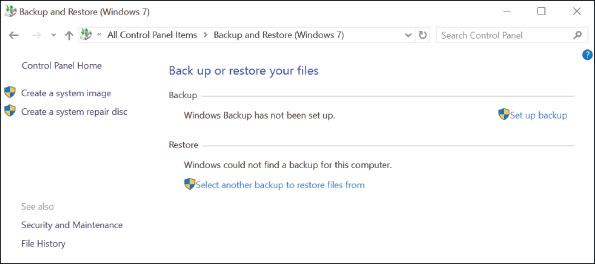 Backup and Restore (Windows 7)
« All Control Panel Items > Backup and Restore (Windows 7)
Search Control Panel
?
Control Panel Home
Create a system image
Create a system repair disc
Back up or restore your files
Backup
Windows Backup has not been set up.
Set up backup
Restore
Windows could not find a backup for this computer.
Select another backup to restore files from
See also
Security and Maintenance
File History